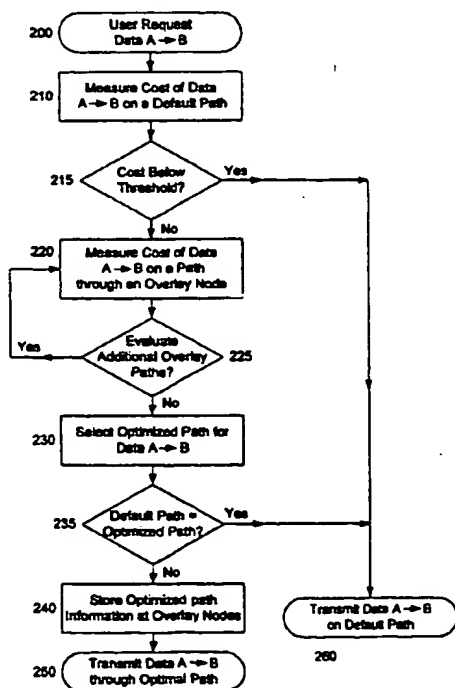 200
User Request
Data A → B
210
Measure Cost of Data
A → B on a Default Path
215
Cost Below
Threshold?
Yes
No
220
Measure Cost of Data
A → B on a Path
through an Overlay Node
Yes
Evaluate
Additional Overlay
Paths?
225
No
230
Select Optimized Path for
Data A → B
235
Default Path =
Optimized Path?
Yes
No
240
Store Optimized path
Information at Overlay Nodes
Transmit Data A → B
on Default Path
260
250
Transmit Data A → B
through Optimal Path